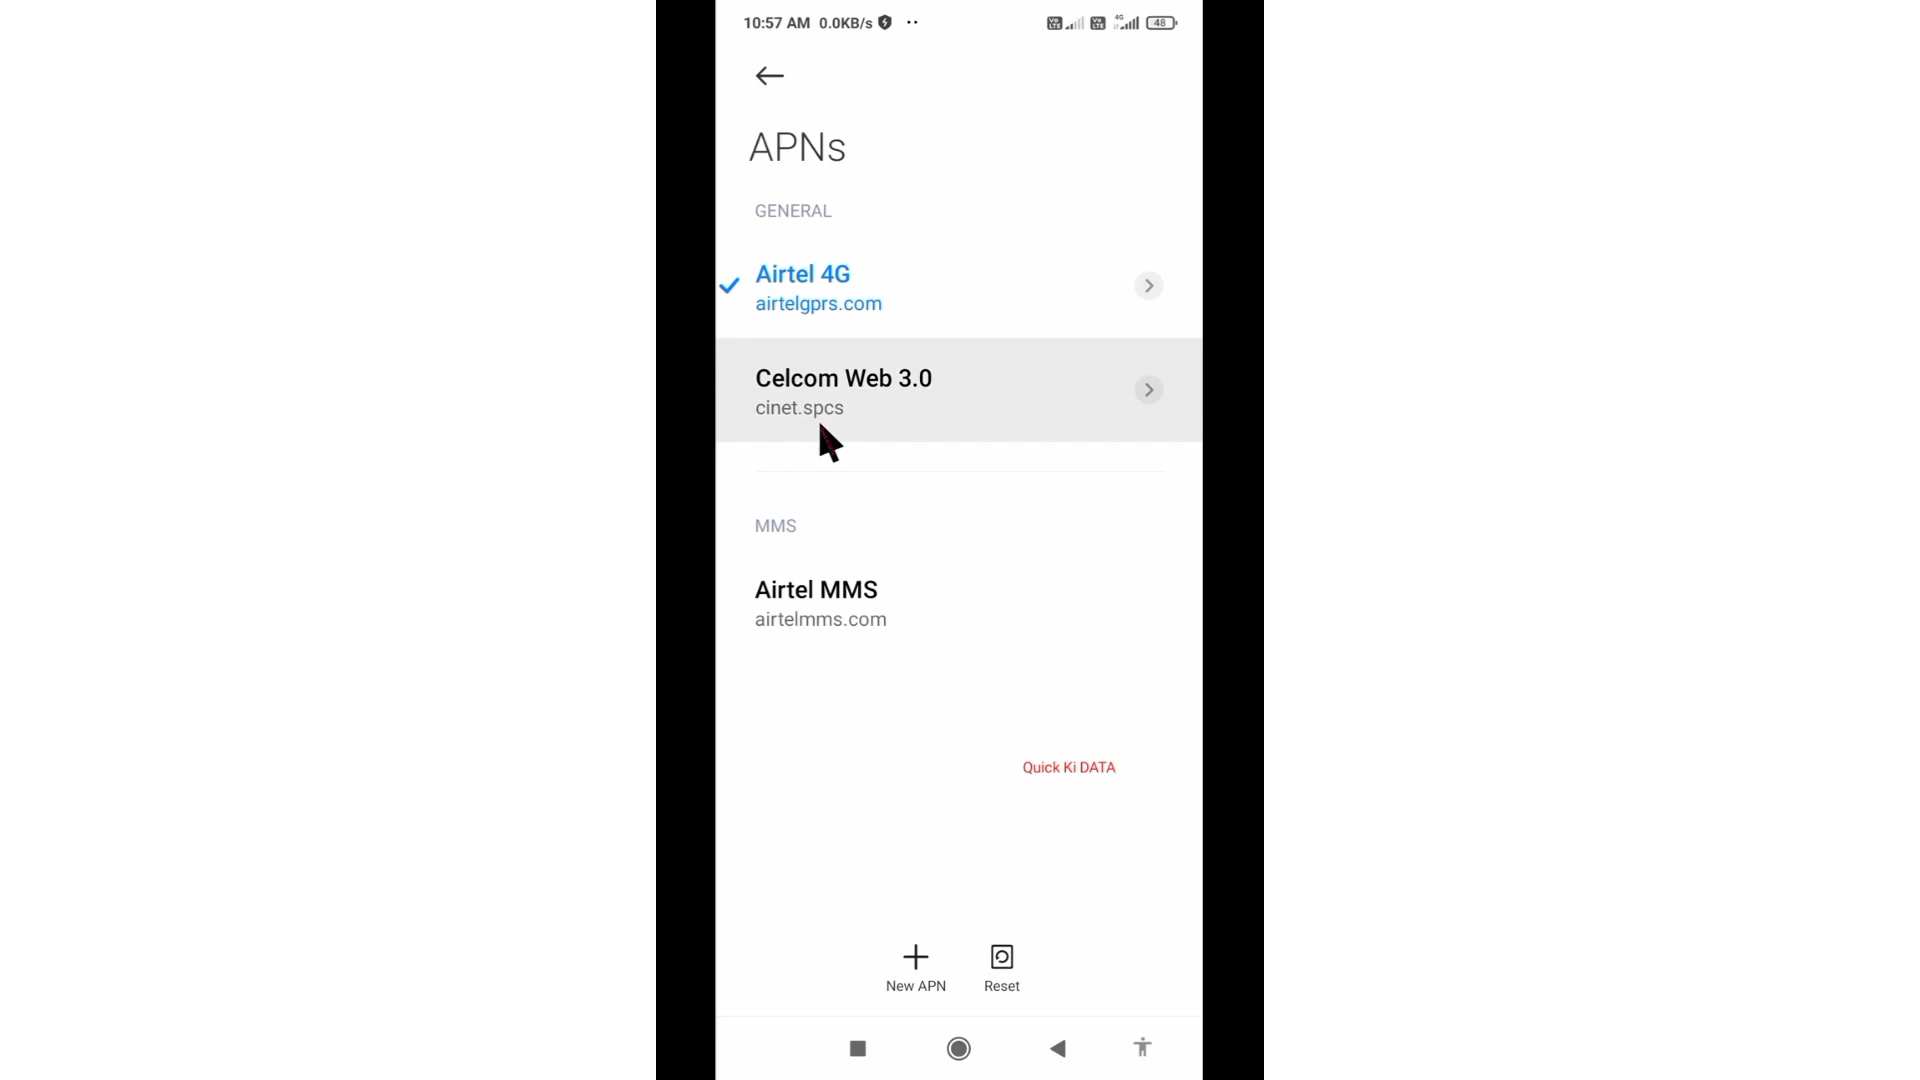 10:57 AM 0.0KB/s
48
APNs
GENERAL
Airtel 4G
airtelgprs.com
Celcom Web 3.0
cinet.spcs
MMS
Airtel MMS
airtelmms.com
Quick Ki DATA
New APN Reset